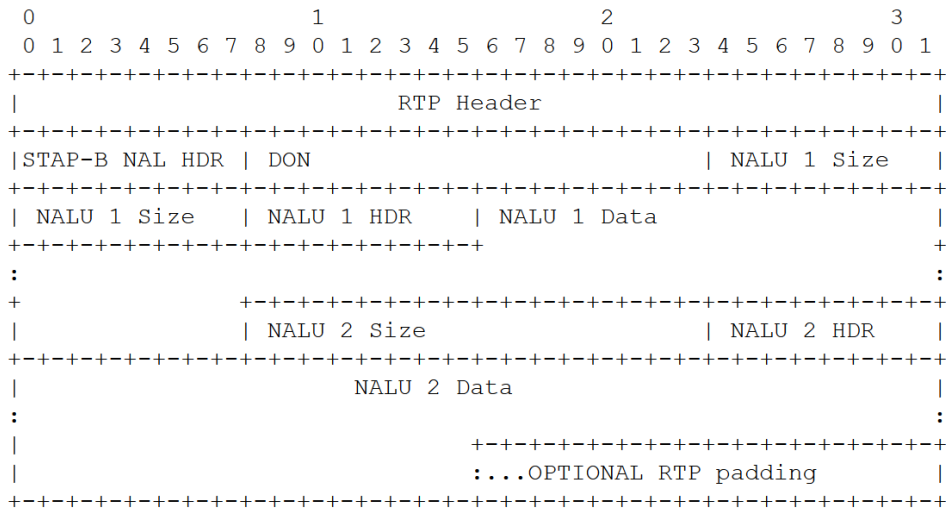 0                   1                   2                   3
 0 1 2 3 4 5 6 7 8 9 0 1 2 3 4 5 6 7 8 9 0 1 2 3 4 5 6 7 8 9 0 1
+-+-+-+-+-+-+-+-+-+-+-+-+-+-+-+-+-+-+-+-+-+-+-+-+-+-+-+-+-+-+-+-+
|                          RTP Header                           |
+-+-+-+-+-+-+-+-+-+-+-+-+-+-+-+-+-+-+-+-+-+-+-+-+-+-+-+-+-+-+-+-+
|STAP-B NAL HDR | DON                           | NALU 1 Size   |
+-+-+-+-+-+-+-+-+-+-+-+-+-+-+-+-+-+-+-+-+-+-+-+-+-+-+-+-+-+-+-+-+
| NALU 1 Size   | NALU 1 HDR    | NALU 1 Data                   |
+-+-+-+-+-+-+-+-+-+-+-+-+-+-+-+-+                               +
:                                                               :
+               +-+-+-+-+-+-+-+-+-+-+-+-+-+-+-+-+-+-+-+-+-+-+-+-+
|               | NALU 2 Size                   | NALU 2 HDR    |
+-+-+-+-+-+-+-+-+-+-+-+-+-+-+-+-+-+-+-+-+-+-+-+-+-+-+-+-+-+-+-+-+
|                       NALU 2 Data                             |
:                                                               :
|                               +-+-+-+-+-+-+-+-+-+-+-+-+-+-+-+-+
|                               :...OPTIONAL RTP padding        |
+-+-+-+-+-+-+-+-+-+-+-+-+-+-+-+-+-+-+-+-+-+-+-+-+-+-+-+-+-+-+-+-+